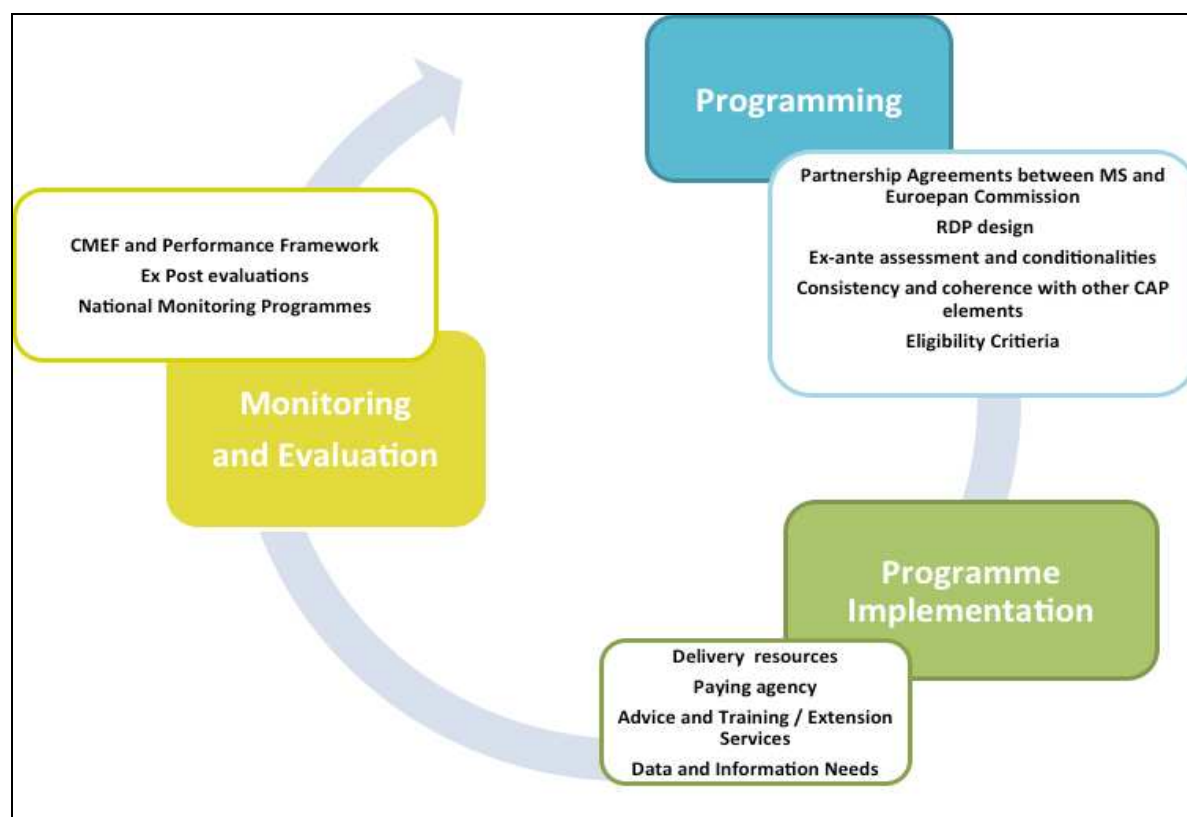 Programming
Partnership Agreements between MS and
Euroepan Commission
RDP design
Ex-ante assessment and conditionalities
Consistency and coherence with other CAP
elements
Eligibility Critieria
Programme
Implementation
Delivery resources
Paying agency
Advice and Training / Extension
Services
Data and Information Needs
CMEF and Performance Framework
Ex Post evaluations
National Monitoring Programmes
Monitoring
and Evaluation